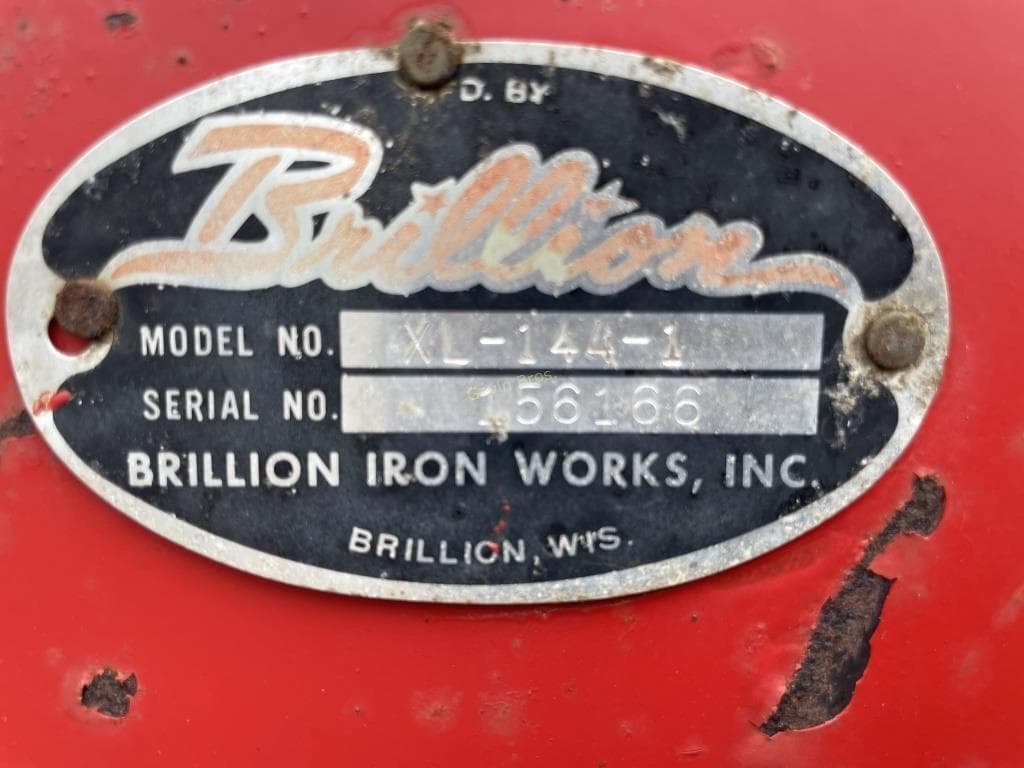 D. BY
Brillion
MODEL NO. XL-144-1
SERIAL NO. 156166
BRILLION IRON WORKS, INC.
BRILLION, WIS.